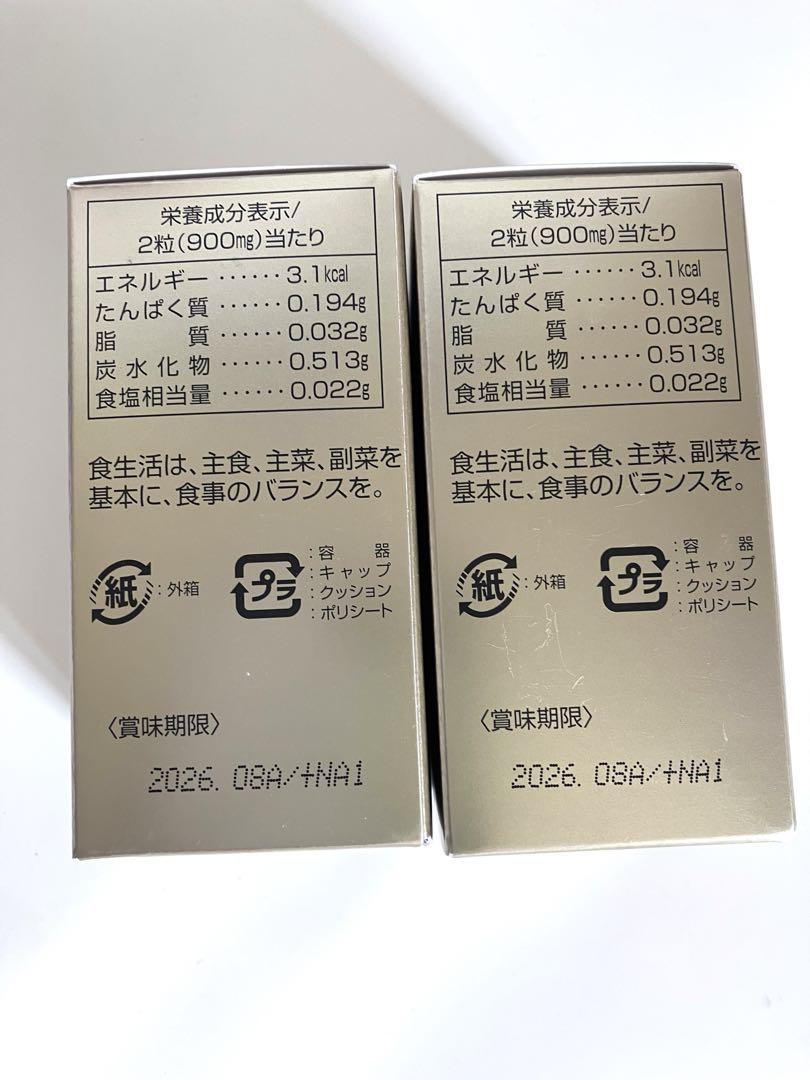 栄養成分表示/
2粒(900㎎)当たり
エネルギー ······ 3.1kcal
たんぱく質 ······ 0.194g
脂　　　質 ······ 0.032g
炭水化物 ······ 0.513g
食塩相当量 ······ 0.022g
食生活は、主食、主菜、副菜を
基本に、食事のバランスを。
紙 :外箱
プラ :容　器
:キャップ
:クッション
:ポリシート
〈賞味期限〉
2026. 08A/+NA1
栄養成分表示/
2粒(900㎎)当たり
エネルギー ······ 3.1kcal
たんぱく質 ······ 0.194g
脂　　　質 ······ 0.032g
炭水化物 ······ 0.513g
食塩相当量 ······ 0.022g
食生活は、主食、主菜、副菜を
基本に、食事のバランスを。
紙 :外箱
プラ :容　器
:キャップ
:クッション
:ポリシート
〈賞味期限〉
2026. 08A/+NA1